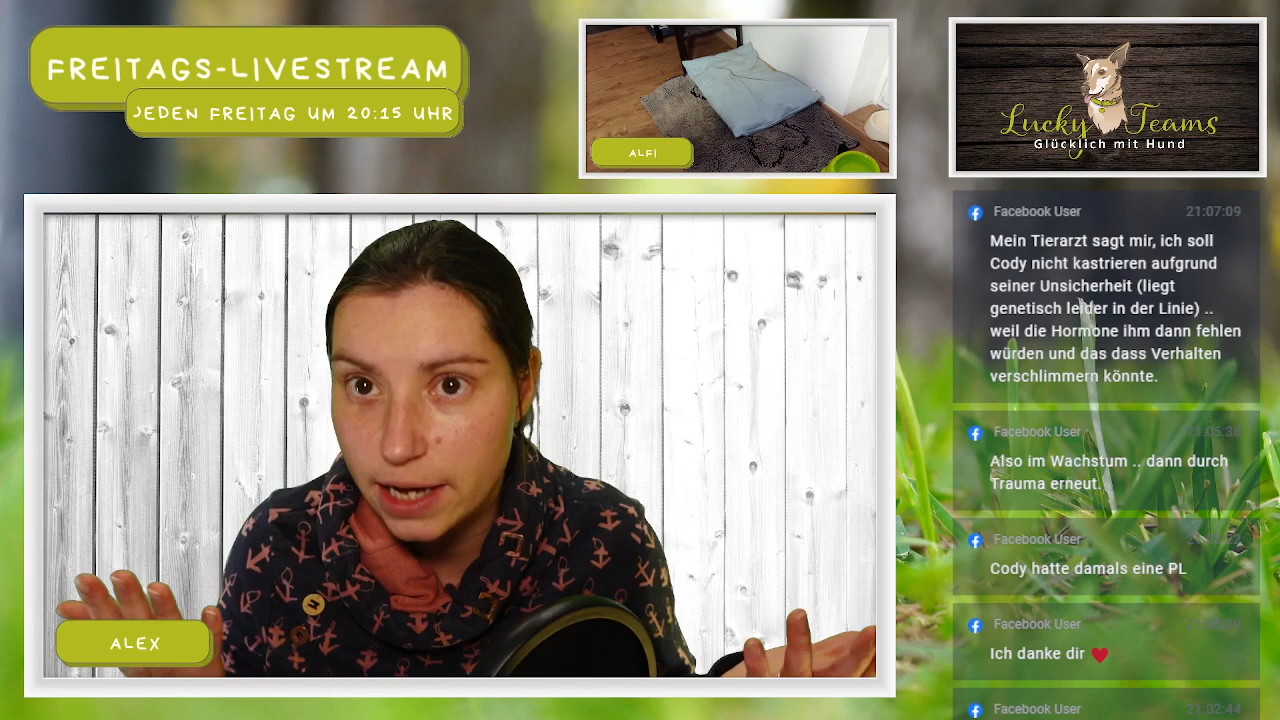 FREITAGS-LIVESTREAM
JEDEN FREITAG UM 20:15 UHR
ALFI
Lucky Teams
Glücklich mit Hund
Facebook User 21:07:09
Mein Tierarzt sagt mir, ich soll
Cody nicht kastrieren aufgrund
seiner Unsicherheit (liegt
genetisch leider in der Linie) ..
weil die Hormone ihm dann fehlen
würden und das dass Verhalten
verschlimmern könnte.
Facebook User 21:05:38
Also im Wachstum .. dann durch
Trauma erneut.
Facebook User
Cody hatte damals eine PL
Facebook User
Ich danke dir
Facebook User 21:02:44
ALEX